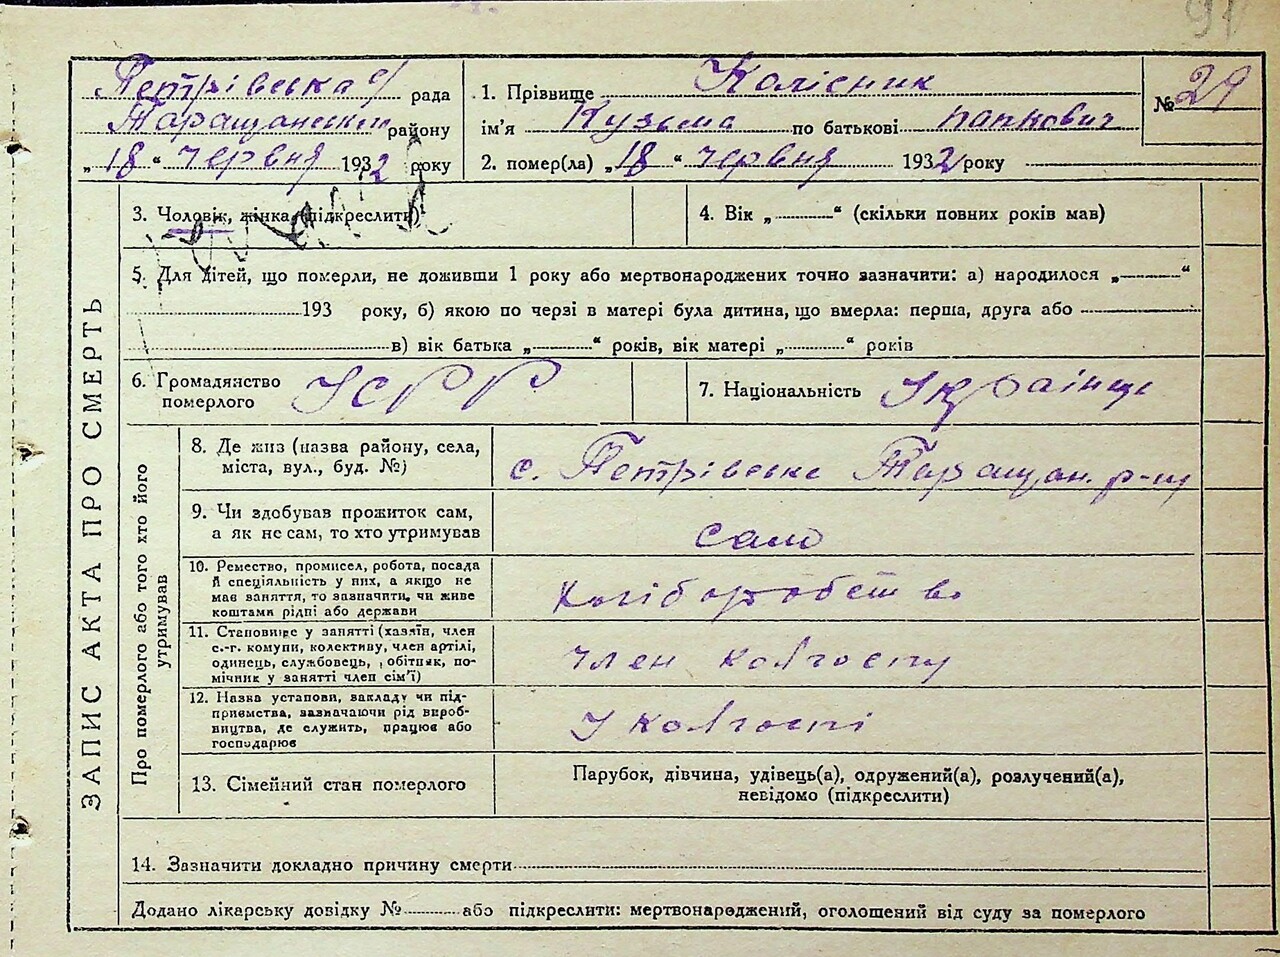 Петрівська с/ рада
Таращанськ району
„18“ червня 1932 року
1. Прізвище Колісник
ім'я Кузьма по батькові
2. помер(ла) „18“ червня 1932 року
№ 29
ЗАПИС АКТА ПРО СМЕРТЬ
3. Чоловік, жінка (підкреслити)
4. Вік „ “ (скільки повних років мав)
5. Для дітей, що померли, не доживши 1 року або мертвонароджених точно зазначити: а) народилося „ “
193 року, б) якою по черзі в матері була дитина, що вмерла: перша, друга або
в) вік батька „ “ років, вік матері „ “ років
6. Громадянство
померлого УСРР
7. Національність Українець
Про померлого або того хто його
утримував
8. Де жив (назва району, села,
міста, вул., буд. №)
с. Петрівське Таращан. р-ну
9. Чи здобував прожиток сам,
а як не сам, то хто утримував
сам
10. Ремество, промисел, робота, посада
й спеціяльність у них, а якщо не
має заняття, то зазначити, чи живе
коштами рідні або держави
хліборобство
11. Становище у занятті (хазяїн, член
с.-г. комуни, колективу, член артілі,
одинець, службовець, робітник, по-
мічник у занятті член сім'ї)
член колгоспу
12. Назва установи, закладу чи під-
приємства, зазначаючи рід вироб-
ництва, де служить, працює або
господарює
У колгоспі
13. Сімейний стан померлого
Парубок, дівчина, удівець(а), одружений(а), розлучений(а),
невідомо (підкреслити)
14. Зазначити докладно причину смерти
Додано лікарську довідку № або підкреслити: мертвонароджений, оголошений від суду за померлого